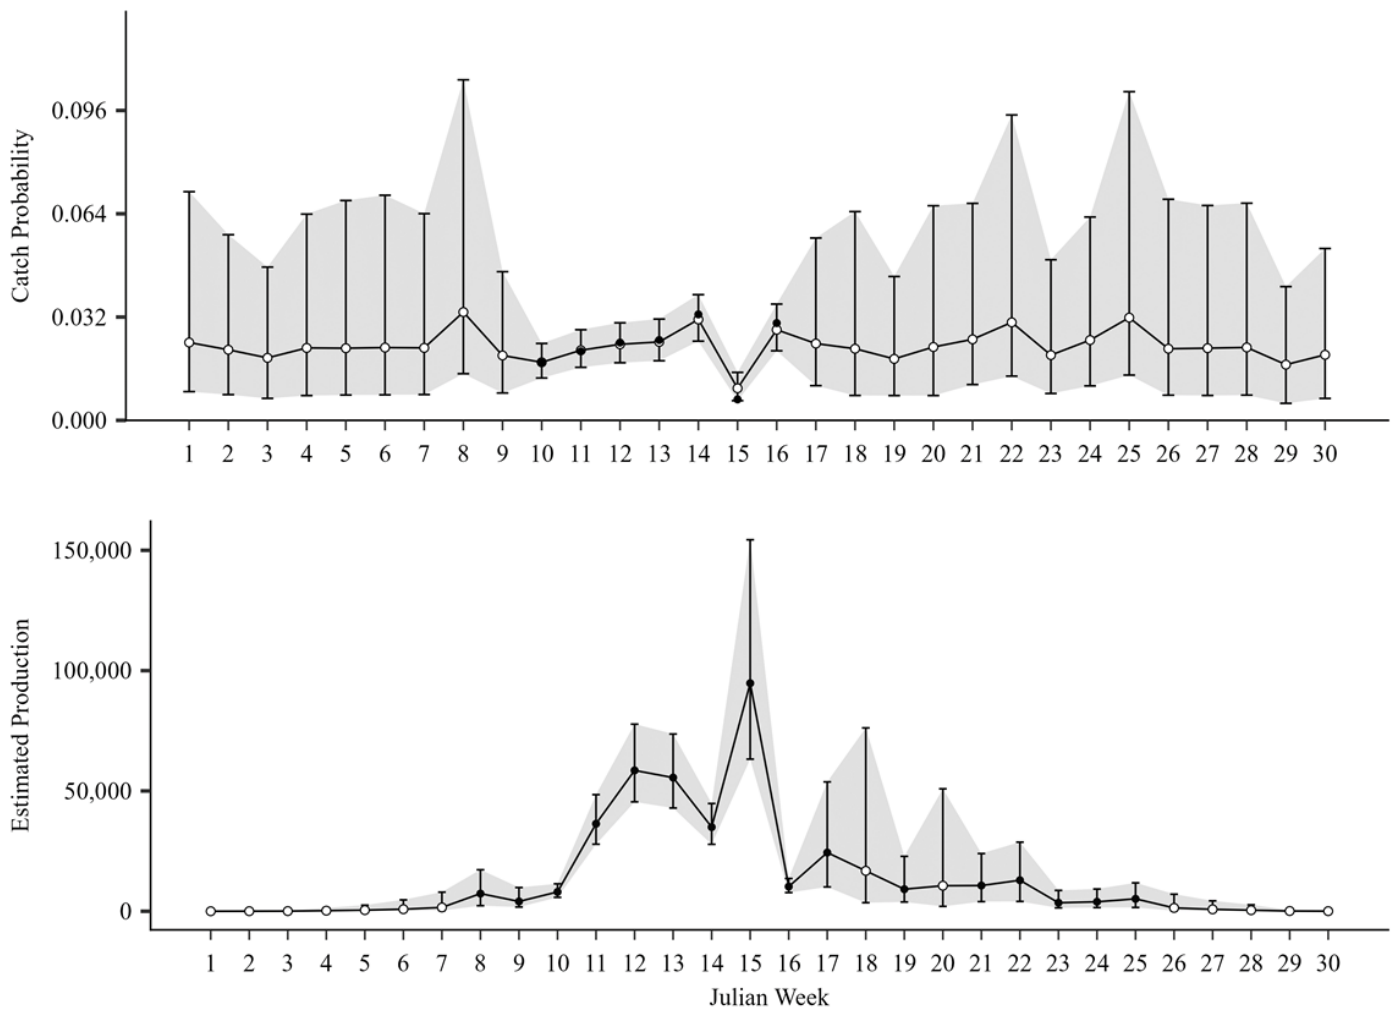 Catch Probability
0.096
0.064
0.032
0.000
1 2 3 4 5 6 7 8 9 10 11 12 13 14 15 16 17 18 19 20 21 22 23 24 25 26 27 28 29 30
Estimated Production
150,000
100,000
50,000
0
1 2 3 4 5 6 7 8 9 10 11 12 13 14 15 16 17 18 19 20 21 22 23 24 25 26 27 28 29 30
Julian Week